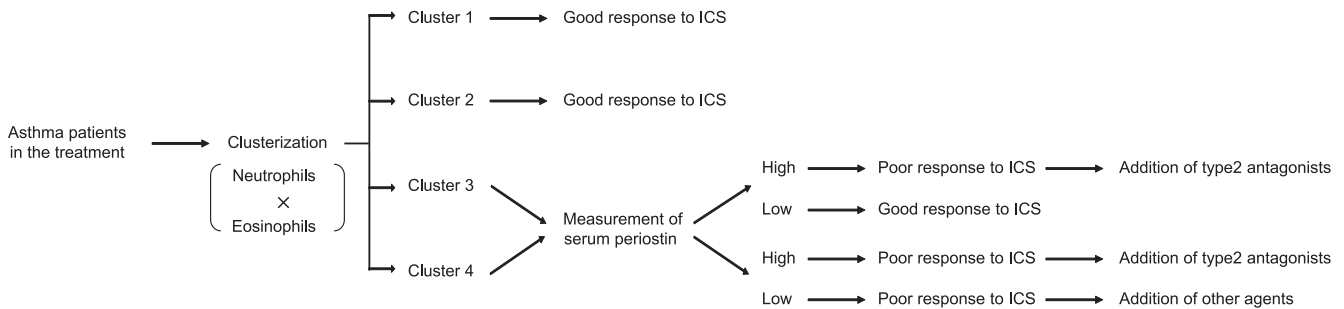 Asthma patients
in the treatment
Clusterization
Neutrophils
×
Eosinophils
Cluster 1
Good response to ICS
Cluster 2
Good response to ICS
Cluster 3
Cluster 4
Measurement of
serum periostin
High
Poor response to ICS
Addition of type2 antagonists
Low
Good response to ICS
High
Poor response to ICS
Addition of type2 antagonists
Low
Poor response to ICS
Addition of other agents